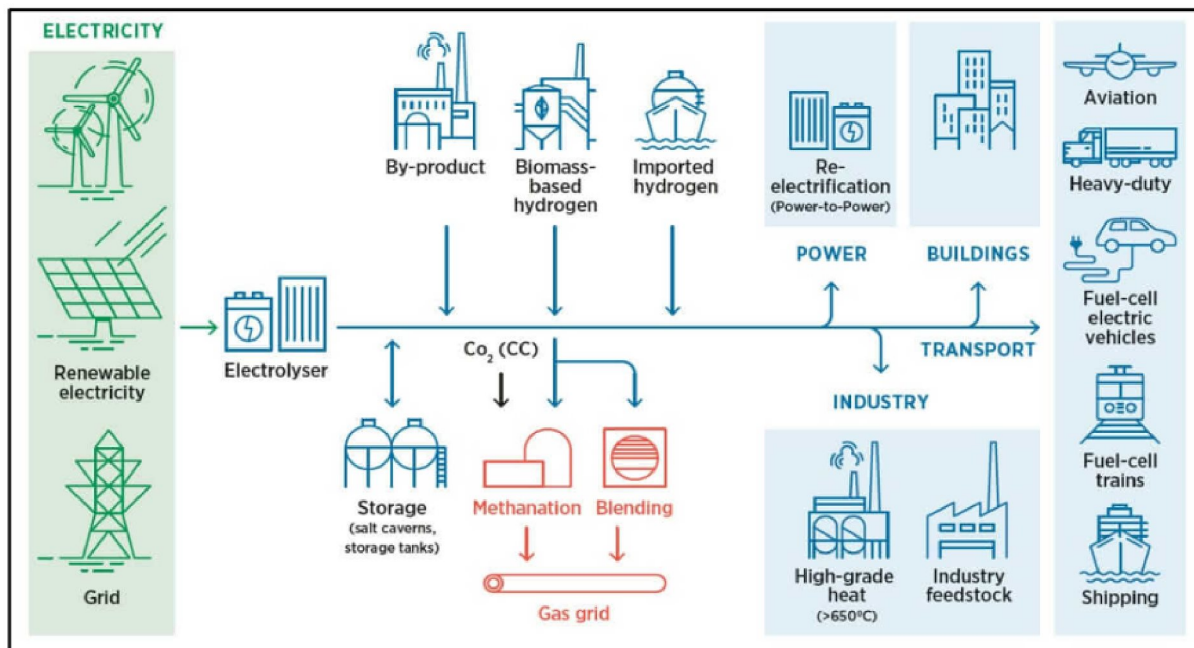 ELECTRICITY
Renewable
electricity
Grid
Electrolyser
By-product
Biomass-
based
hydrogen
Imported
hydrogen
Storage
(salt caverns,
storage tanks)
Co₂ (CC)
Methanation
Blending
Gas grid
Re-
electrification
(Power-to-Power)
POWER
BUILDINGS
TRANSPORT
INDUSTRY
High-grade
heat
(>650ºC)
Industry
feedstock
Aviation
Heavy-duty
Fuel-cell
electric
vehicles
Fuel-cell
trains
Shipping